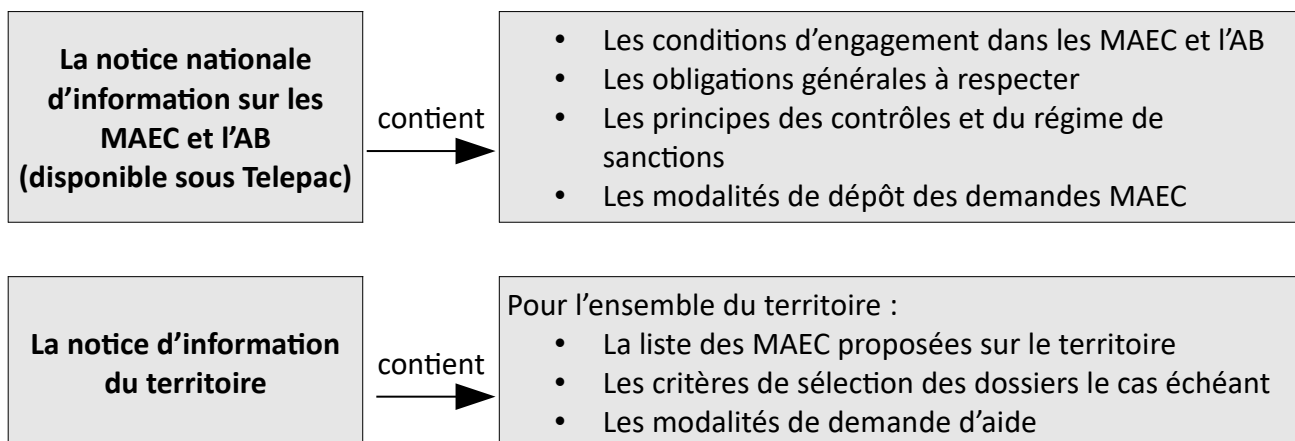 La notice nationale
d’information sur les
MAEC et l’AB
(disponible sous Telepac)
contient
• Les conditions d’engagement dans les MAEC et l’AB
• Les obligations générales à respecter
• Les principes des contrôles et du régime de
sanctions
• Les modalités de dépôt des demandes MAEC
La notice d’information
du territoire
contient
Pour l’ensemble du territoire :
• La liste des MAEC proposées sur le territoire
• Les critères de sélection des dossiers le cas échéant
• Les modalités de demande d’aide